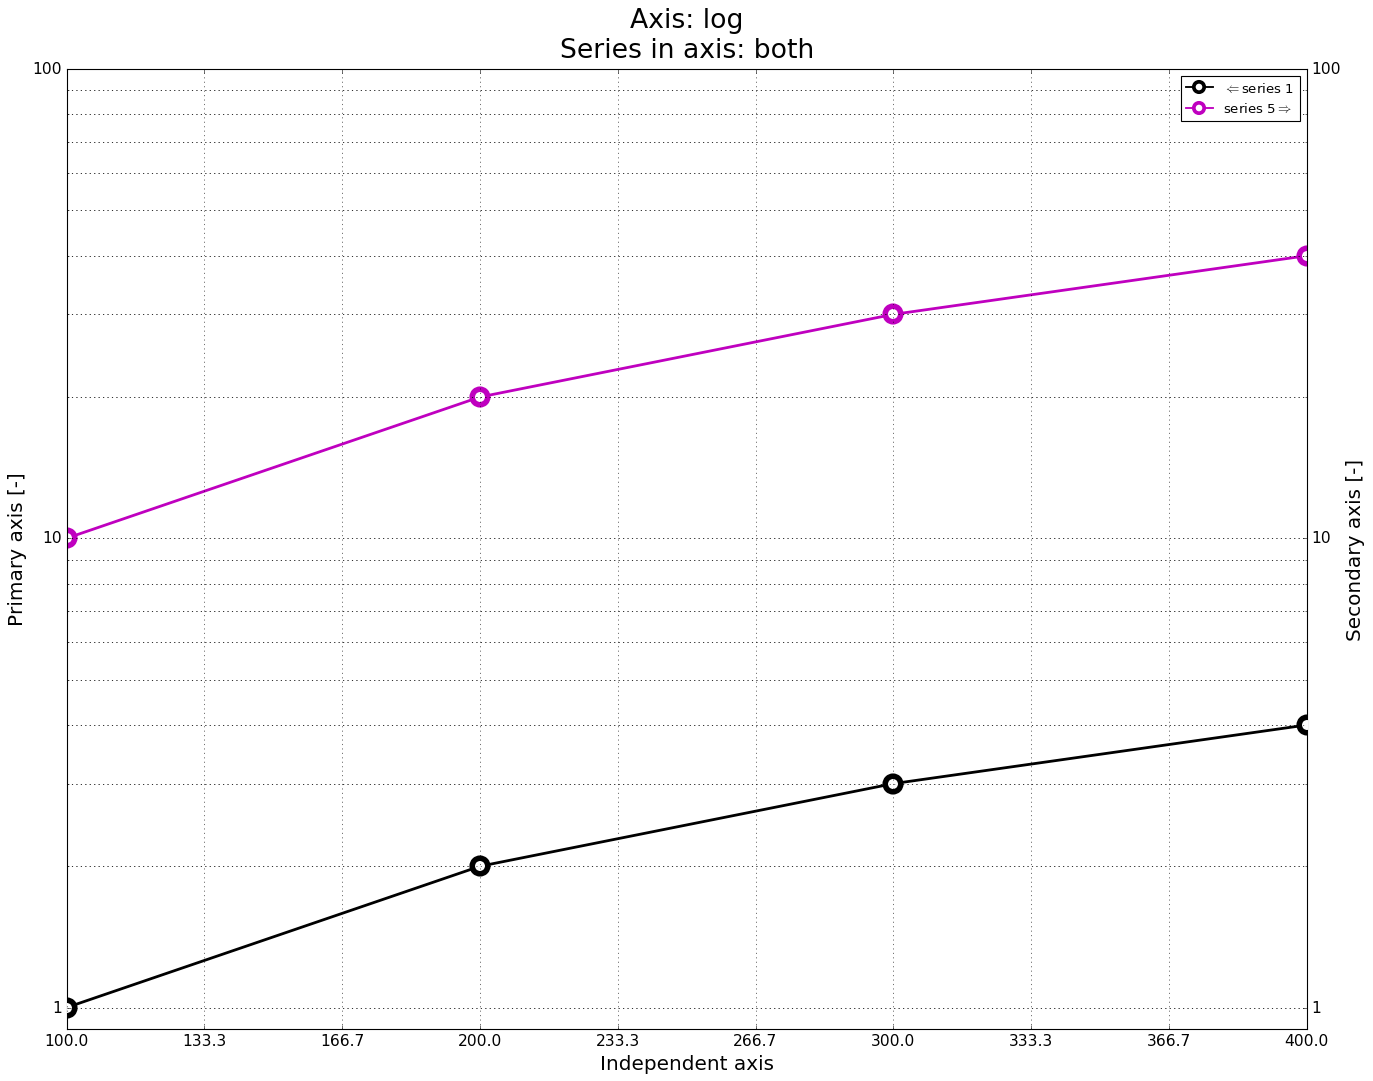 Axis: log
Series in axis: both
100
10
1
Primary axis [-]
⇐series 1
series 5⇒
100
10
1
Secondary axis [-]
100.0 133.3 166.7 200.0 233.3 266.7 300.0 333.3 366.7 400.0
Independent axis